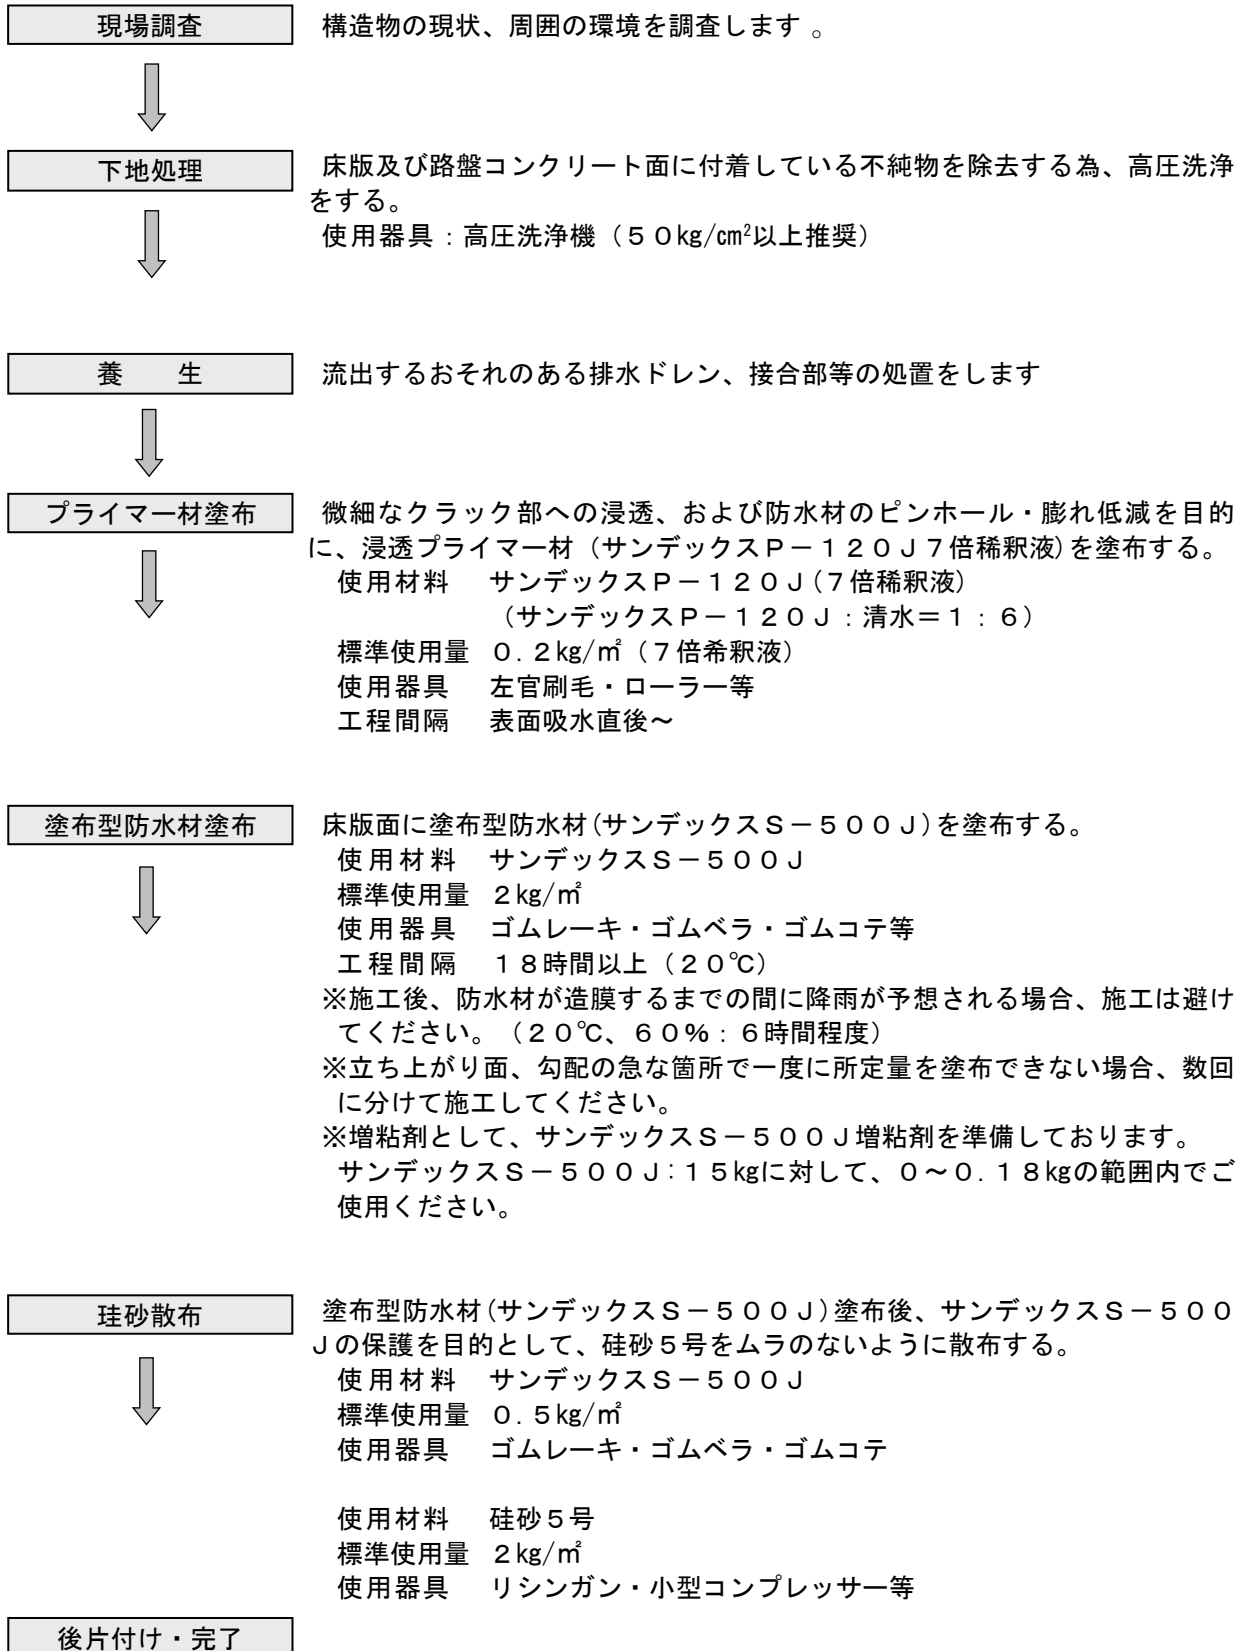 現場調査　構造物の現状、周囲の環境を調査します 。
下地処理　床版及び路盤コンクリート面に付着している不純物を除去する為、高圧洗浄
をする。
使用器具：高圧洗浄機（５０㎏/㎝²以上推奨）
養　　生　流出するおそれのある排水ドレン、接合部等の処置をします
プライマー材塗布　微細なクラック部への浸透、および防水材のピンホール・膨れ低減を目的
に、浸透プライマー材（サンデックスＰ－１２０Ｊ７倍稀釈液)を塗布する。
使用材料　サンデックスＰ－１２０Ｊ(７倍稀釈液)
（サンデックスＰ－１２０Ｊ：清水＝１：６）
標準使用量　０．２㎏/㎡（７倍希釈液）
使用器具　左官刷毛・ローラー等
工程間隔　表面吸水直後～
塗布型防水材塗布　床版面に塗布型防水材(サンデックスＳ－５００Ｊ)を塗布する。
使用材料　サンデックスＳ－５００Ｊ
標準使用量　２㎏/㎡
使用器具　ゴムレーキ・ゴムベラ・ゴムコテ等
工程間隔　１８時間以上（２０℃）
※施工後、防水材が造膜するまでの間に降雨が予想される場合、施工は避け
てください。（２０℃、６０％：６時間程度）
※立ち上がり面、勾配の急な箇所で一度に所定量を塗布できない場合、数回
に分けて施工してください。
※増粘剤として、サンデックスＳ－５００Ｊ増粘剤を準備しております。
サンデックスＳ－５００Ｊ：１５㎏に対して、０～０．１８㎏の範囲内でご
使用ください。
珪砂散布　塗布型防水材(サンデックスＳ－５００Ｊ)塗布後、サンデックスＳ－５００
Ｊの保護を目的として、硅砂５号をムラのないように散布する。
使用材料　サンデックスＳ－５００Ｊ
標準使用量　０．５㎏/㎡
使用器具　ゴムレーキ・ゴムベラ・ゴムコテ
使用材料　硅砂５号
標準使用量　２㎏/㎡
使用器具　リシンガン・小型コンプレッサー等
後片付け・完了